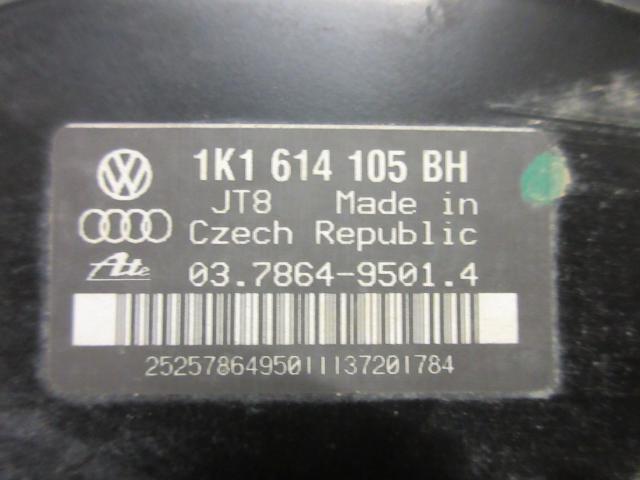 1K1 614 105 BH
JT8 Made in
Czech Republic
Ate 03.7864-9501.4
2525786495011137201784